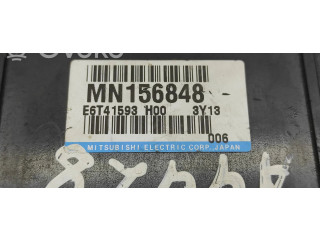 MN156848
E6T41593 H00 3Y13
006
MITSUBISHI ELECTRIC CORP. JAPAN